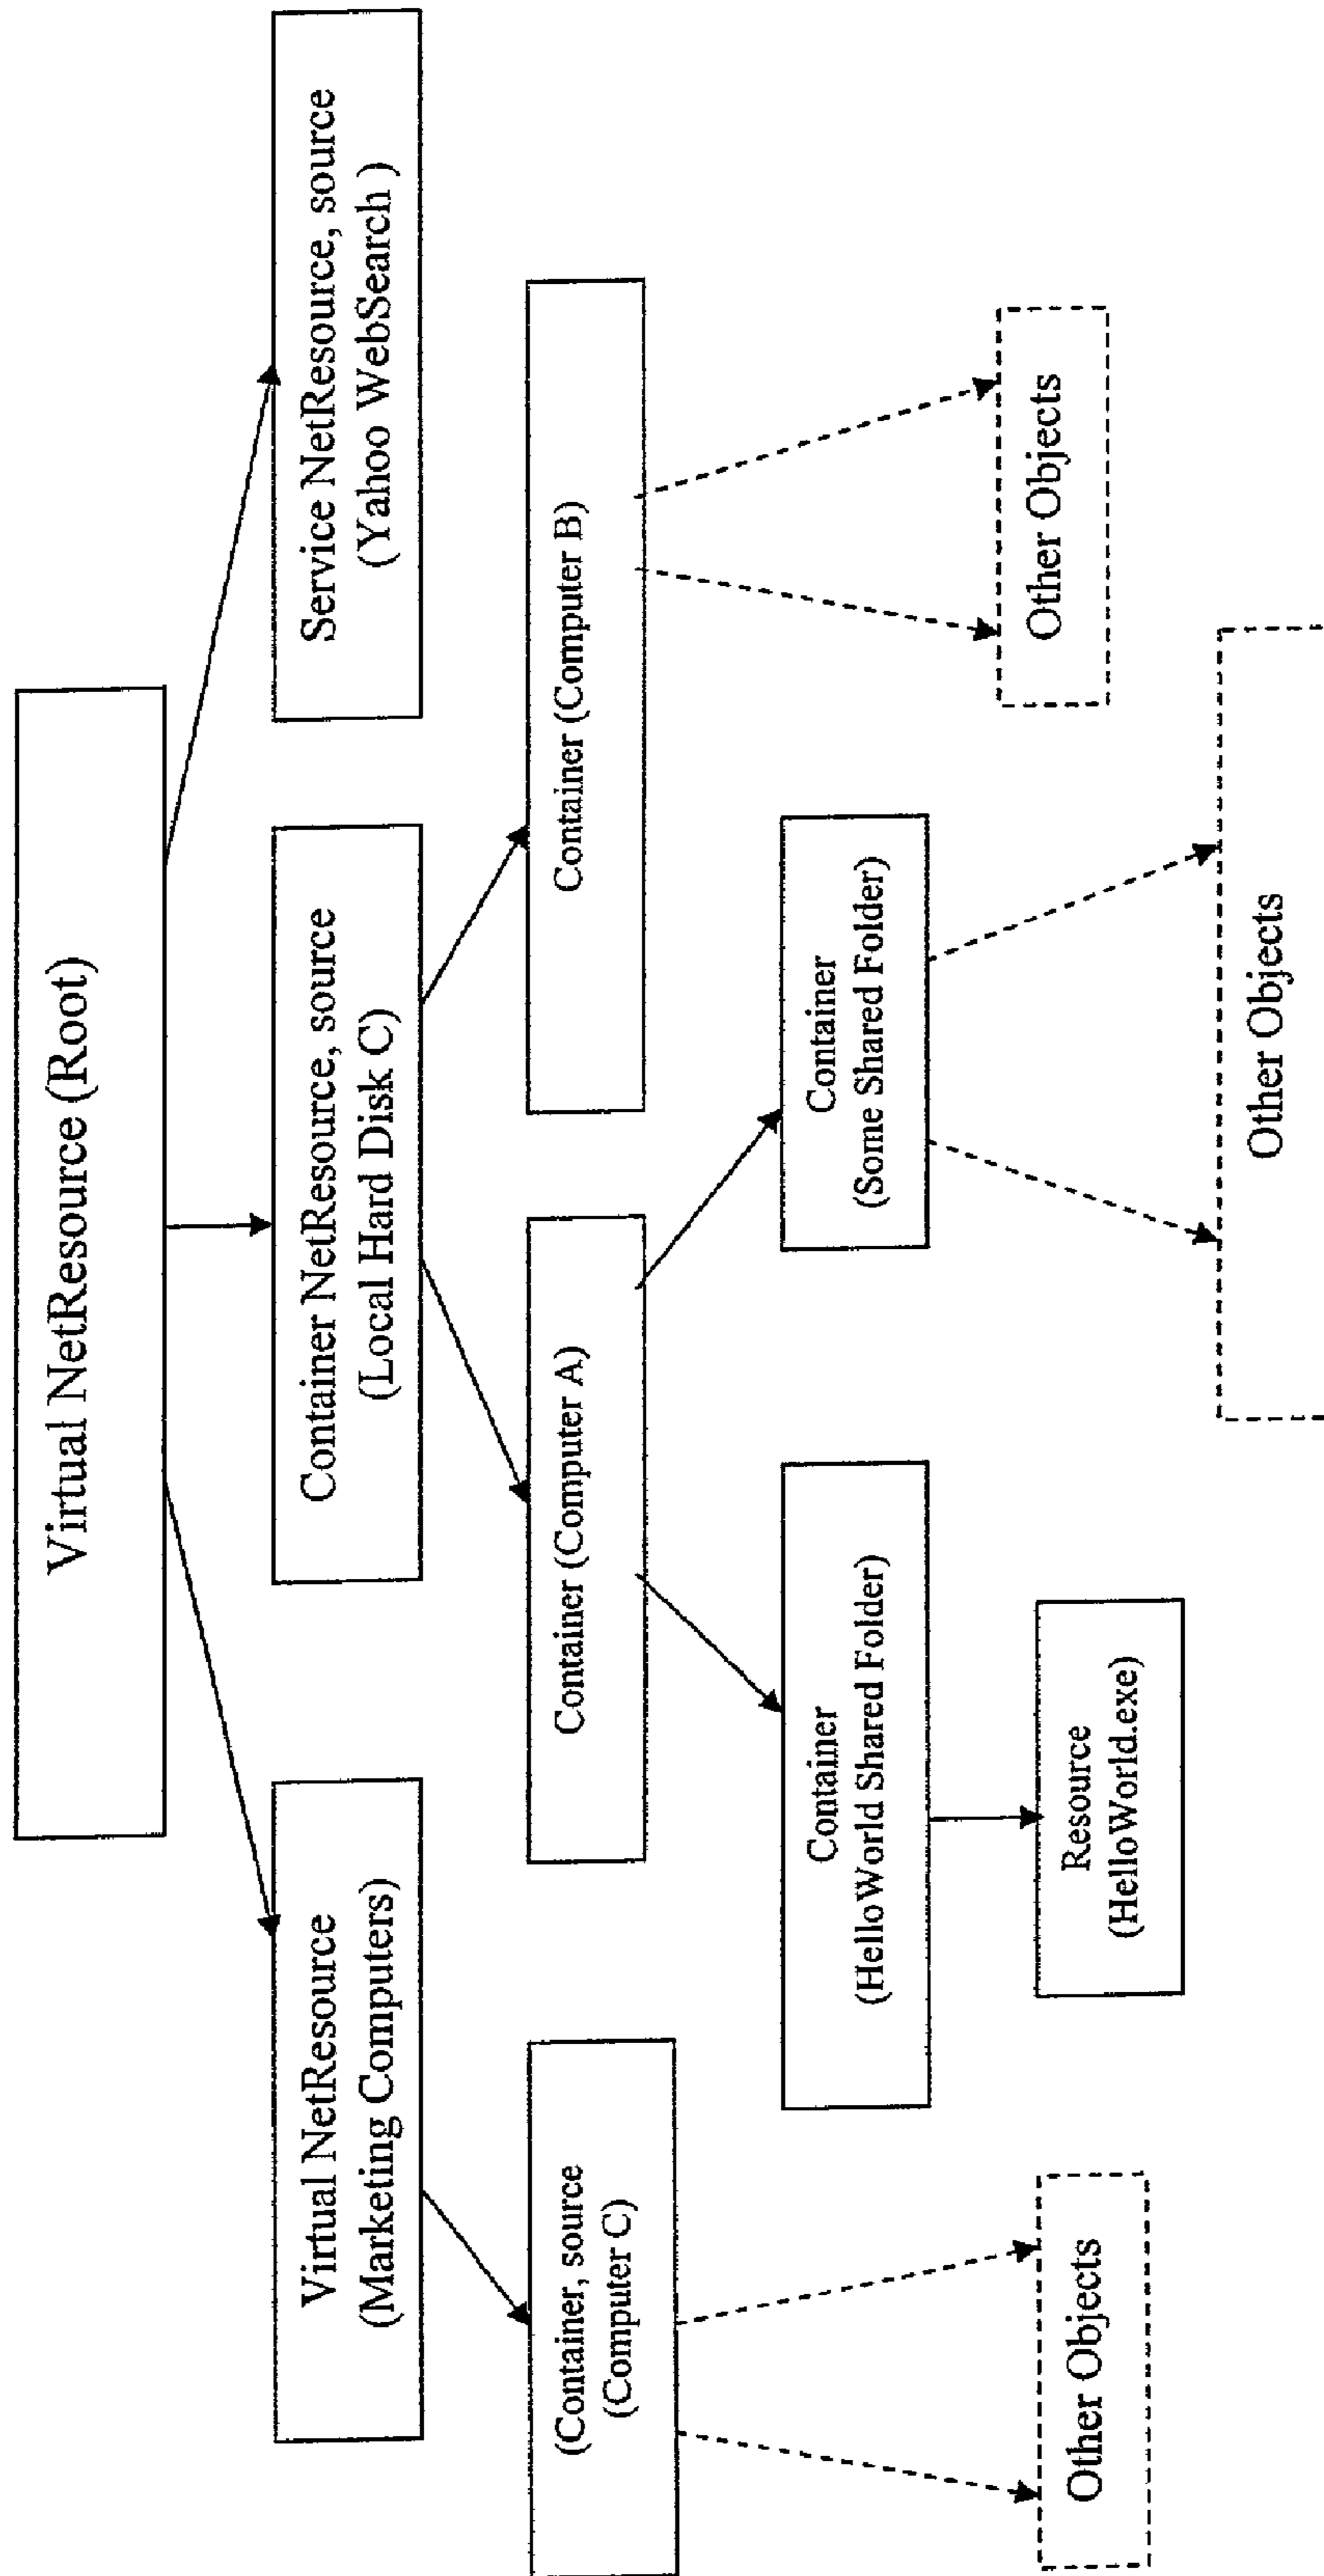 Virtual NetResource (Root)
Virtual NetResource
(Marketing Computers)
Container NetResource, source
(Local Hard Disk C)
Service NetResource, source
(Yahoo WebSearch )
(Container, source
(Computer C)
Container (Computer A)
Container (Computer B)
Container
(HelloWorld Shared Folder)
Container
(Some Shared Folder)
Other Objects
Resource
(HelloWorld.exe)
Other Objects
Other Objects